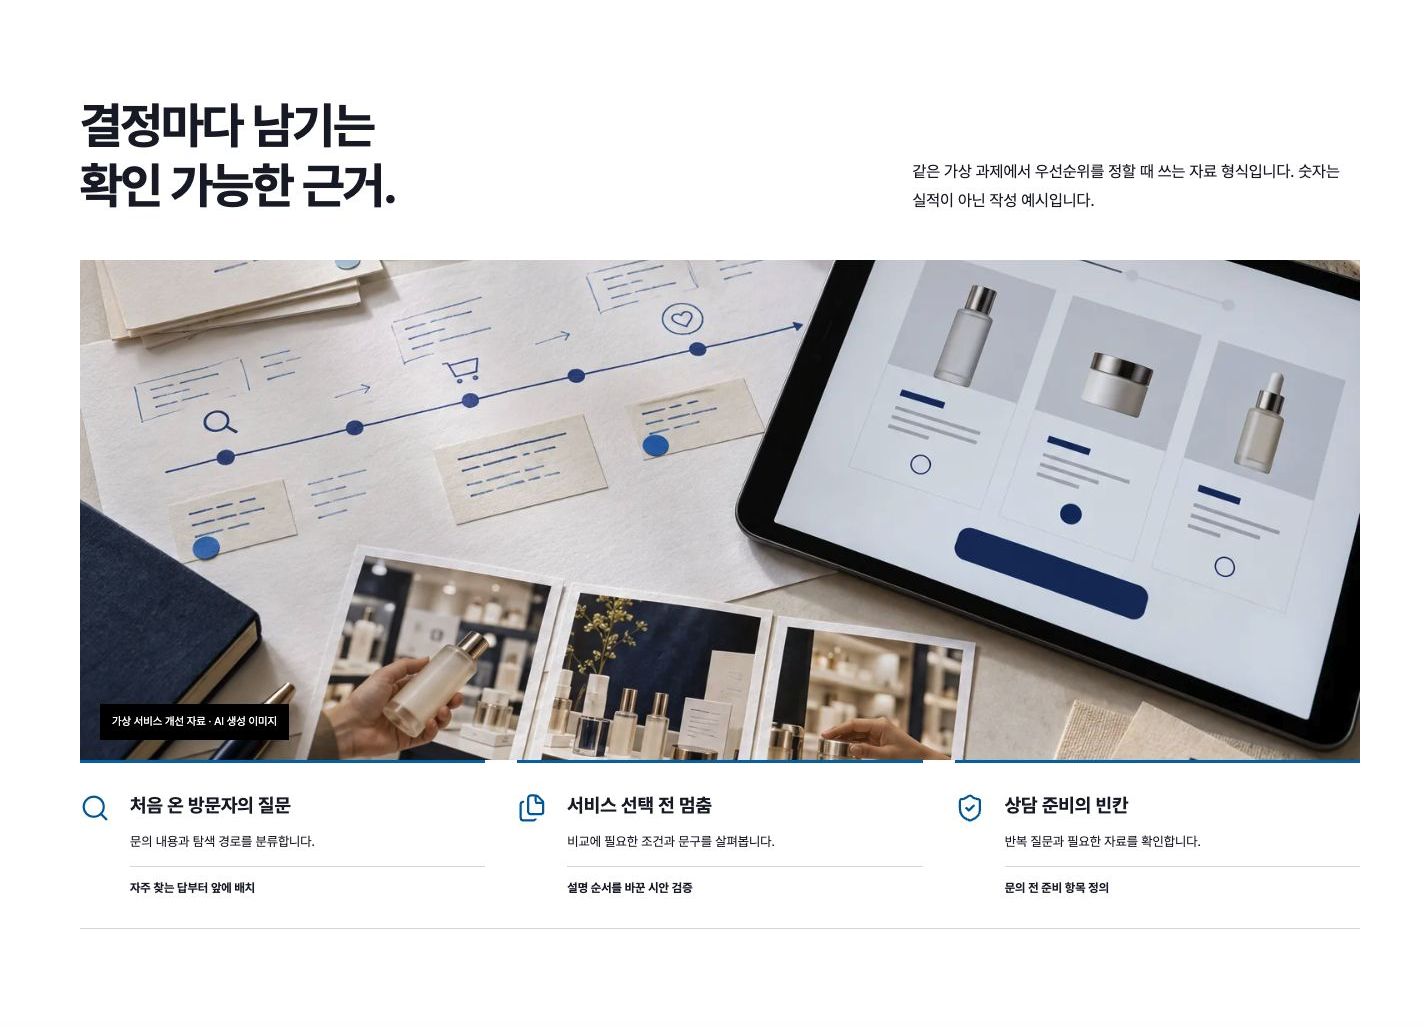 결정마다 남기는
확인 가능한 근거.
같은 가상 과제에서 우선순위를 정할 때 쓰는 자료 형식입니다. 숫자는
실적이 아닌 작성 예시입니다.
가상 서비스 개선 자료 · AI 생성 이미지
처음 온 방문자의 질문
문의 내용과 탐색 경로를 분류합니다.
자주 찾는 답부터 앞에 배치
서비스 선택 전 멈춤
비교에 필요한 조건과 문구를 살펴봅니다.
설명 순서를 바꾼 시안 검증
상담 준비의 빈칸
반복 질문과 필요한 자료를 확인합니다.
문의 전 준비 항목 정의